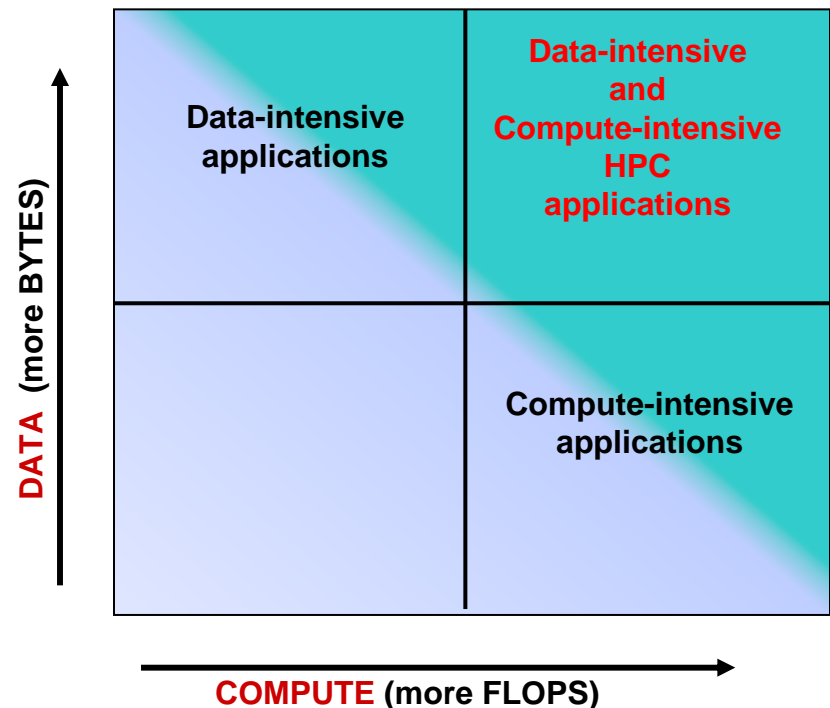 Data-intensive
applications
Data-intensive
and
Compute-intensive
HPC
applications
Compute-intensive
applications
DATA (more BYTES)
COMPUTE (more FLOPS)